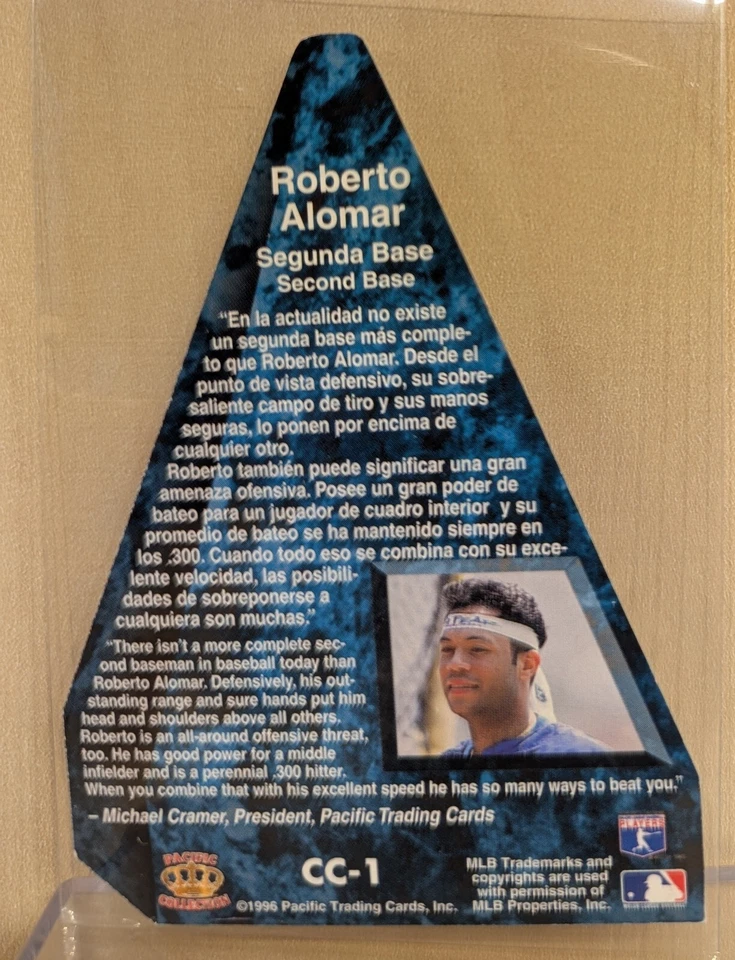 Roberto
Alomar
Segunda Base
Second Base
“En la actualidad no existe
un segunda base más comple-
to que Roberto Alomar. Desde el
punto de vista defensivo, su sobre-
saliente campo de tiro y sus manos
seguras, lo ponen por encima de
cualquier otro.
Roberto también puede significar una gran
amenaza ofensiva. Posee un gran poder de
bateo para un jugador de cuadro interior y su
promedio de bateo se ha mantenido siempre en
los .300. Cuando todo eso se combina con su exce-
lente velocidad, las posibili-
dades de sobreponerse a
cualquiera son muchas.”
“There isn't a more complete sec-
ond baseman in baseball today than
Roberto Alomar. Defensively, his out-
standing range and sure hands put him
head and shoulders above all others.
Roberto is an all-around offensive threat,
too. He has good power for a middle
infielder and is a perennial .300 hitter.
When you combine that with his excellent speed he has so many ways to beat you.”
– Michael Cramer, President, Pacific Trading Cards
PACIFIC
COLLECTION
CC-1
©1996 Pacific Trading Cards, Inc.
MLB Trademarks and
copyrights are used
with permission of
MLB Properties, Inc.
PLAYERS